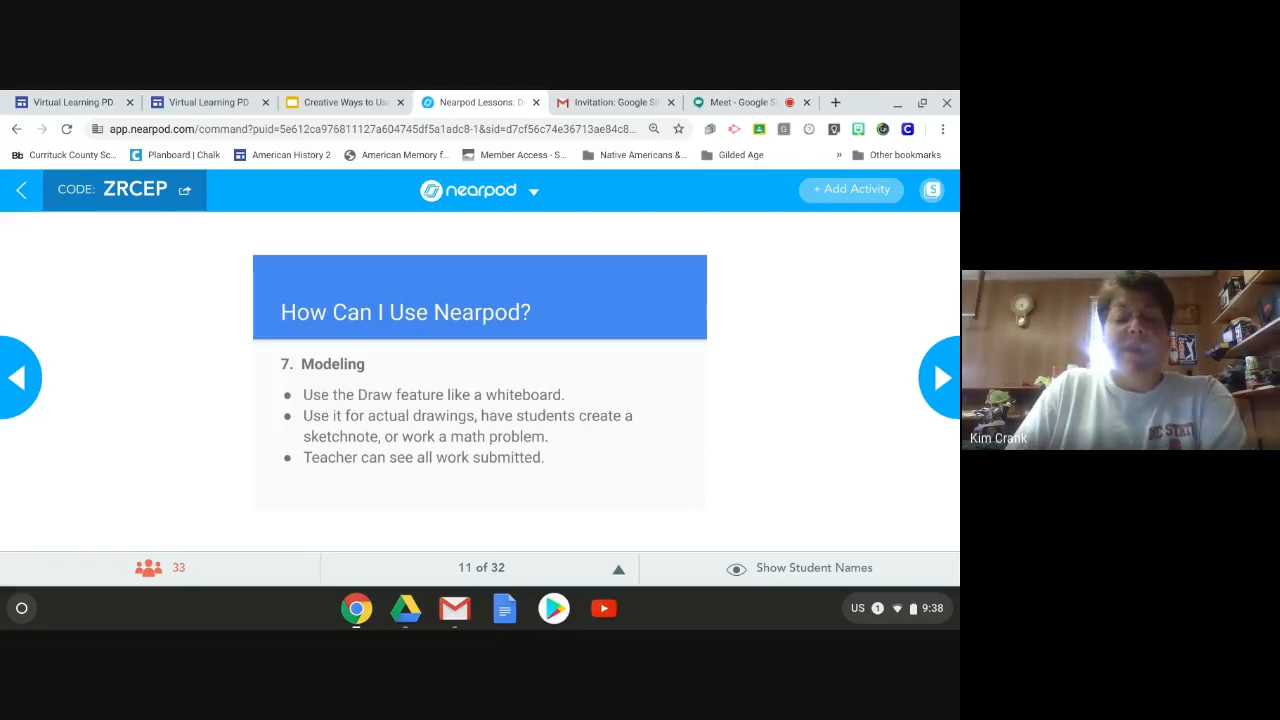 Virtual Learning PD
Virtual Learning PD
Creative Ways to Us
Nearpod Lessons: D
Invitation: Google S
Meet - Google S
app.nearpod.com/command?puid=5e612ca976811127a604745df5a1adc8-1&sid=d7cf56c74e36713ae84c8...
Bb Currituck County Sc...
Planboard | Chalk
American History 2
American Memory f...
Member Access - S...
Native Americans &...
Gilded Age
»
Other bookmarks
CODE: ZRCEP
nearpod
+ Add Activity
S
How Can I Use Nearpod?
7. Modeling
● Use the Draw feature like a whiteboard.
● Use it for actual drawings, have students create a
sketchnote, or work a math problem.
● Teacher can see all work submitted.
33
11 of 32
Show Student Names
US 1 9:38
Kim Crank
NC STATE